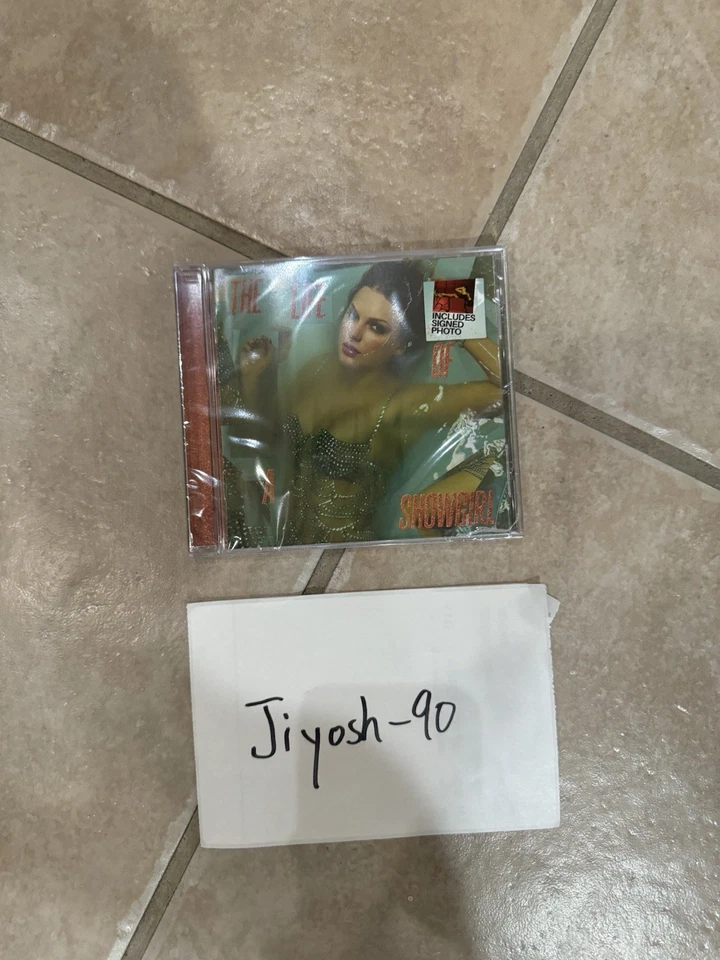 THE LIFE
OF
A
SHOWGIRL
INCLUDES
SIGNED
PHOTO
Jiyosh-90